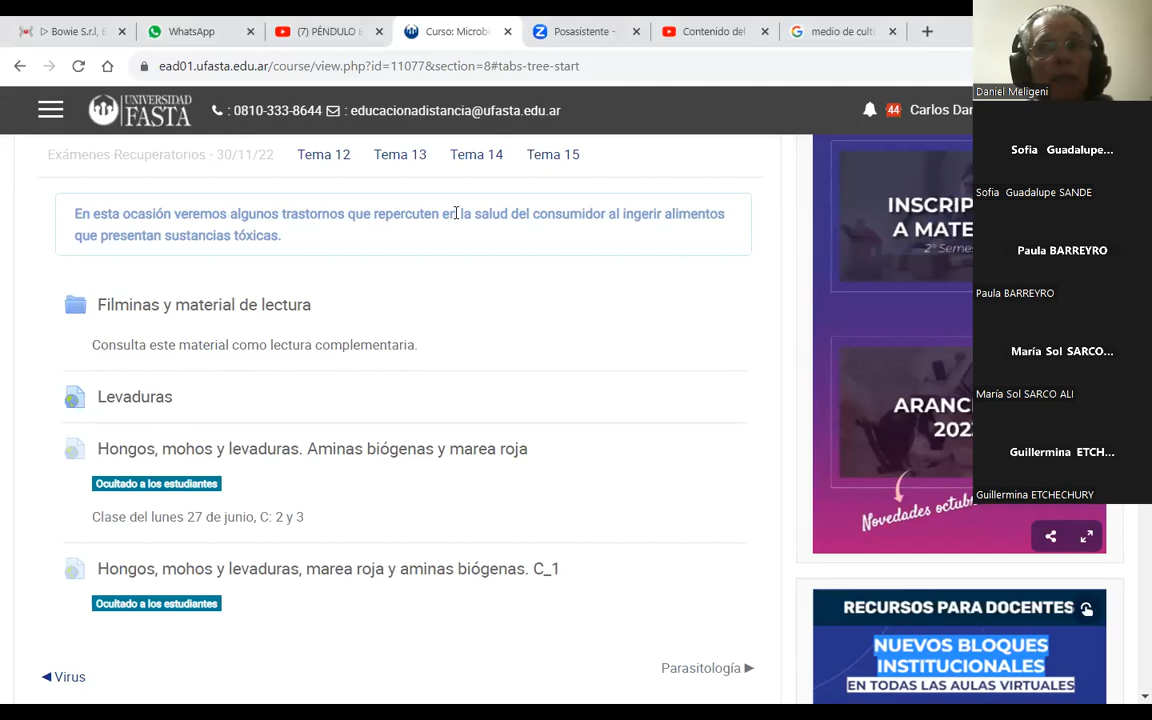 ▷ Bowie S.r.l, E
WhatsApp
(7) PÉNDULO E
Curso: Microbi
Posasistente -
Contenido del
medio de cult
ead01.ufasta.edu.ar/course/view.php?id=11077&section=8#tabs-tree-start
UNIVERSIDAD
FASTA
: 0810-333-8644
: educacionadistancia@ufasta.edu.ar
44
Carlos Dar
Exámenes Recuperatorios - 30/11/22
Tema 12
Tema 13
Tema 14
Tema 15
En esta ocasión veremos algunos trastornos que repercuten en la salud del consumidor al ingerir alimentos
que presentan sustancias tóxicas.
Filminas y material de lectura
Consulta este material como lectura complementaria.
Levaduras
Hongos, mohos y levaduras. Aminas biógenas y marea roja
Ocultado a los estudiantes
Clase del lunes 27 de junio, C: 2 y 3
Hongos, mohos y levaduras, marea roja y aminas biógenas. C_1
Ocultado a los estudiantes
◀ Virus
Parasitología ▶
INSCRIP
A MATE
2º Semes
ARANC
202
Novedades octub
RECURSOS PARA DOCENTES
NUEVOS BLOQUES
INSTITUCIONALES
EN TODAS LAS AULAS VIRTUALES
Daniel Meligeni
Sofia Guadalupe...
Sofia Guadalupe SANDE
Paula BARREYRO
Paula BARREYRO
María Sol SARCO...
María Sol SARCO ALI
Guillermina ETCH...
Guillermina ETCHECHURY